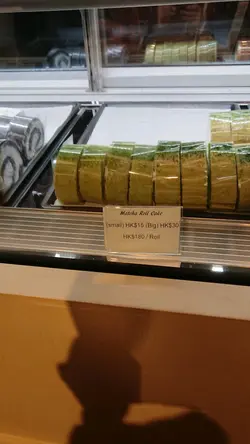 Matcha Roll Cake
(small) HK$16 (Big) HK$30
HK$180 / Roll